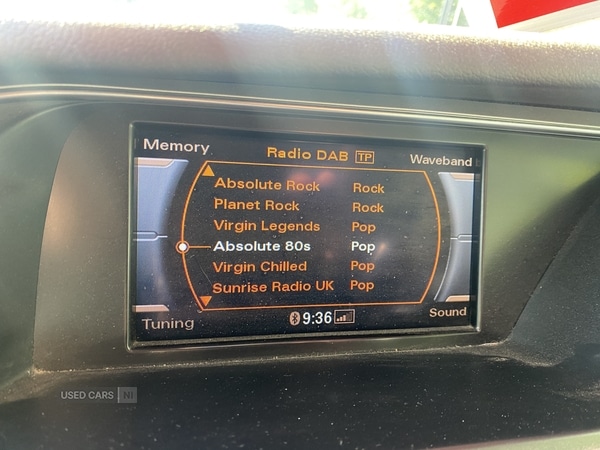 Memory Radio DAB TP Waveband
Absolute Rock Rock
Planet Rock Rock
Virgin Legends Pop
Absolute 80s Pop
Virgin Chilled Pop
Sunrise Radio UK Pop
Tuning 9:36 Sound
USED CARS NI